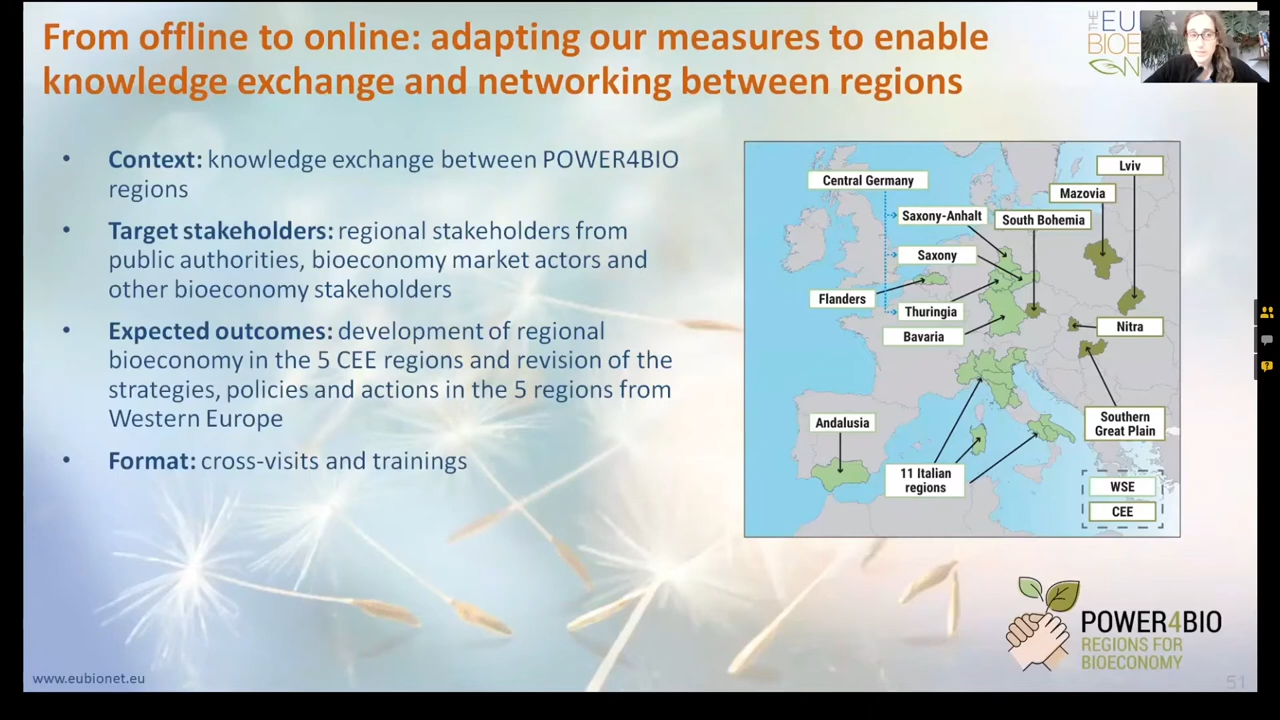 From offline to online: adapting our measures to enable
knowledge exchange and networking between regions
THE EU
BIOE
N
• Context: knowledge exchange between POWER4BIO
regions
• Target stakeholders: regional stakeholders from
public authorities, bioeconomy market actors and
other bioeconomy stakeholders
• Expected outcomes: development of regional
bioeconomy in the 5 CEE regions and revision of the
strategies, policies and actions in the 5 regions from
Western Europe
• Format: cross-visits and trainings
Lviv
Central Germany
Mazovia
Saxony-Anhalt
South Bohemia
Saxony
Flanders
Thuringia
Nitra
Bavaria
Andalusia
Southern
Great Plain
11 Italian
regions
WSE
CEE
POWER4BIO
REGIONS FOR
BIOECONOMY
www.eubionet.eu
51